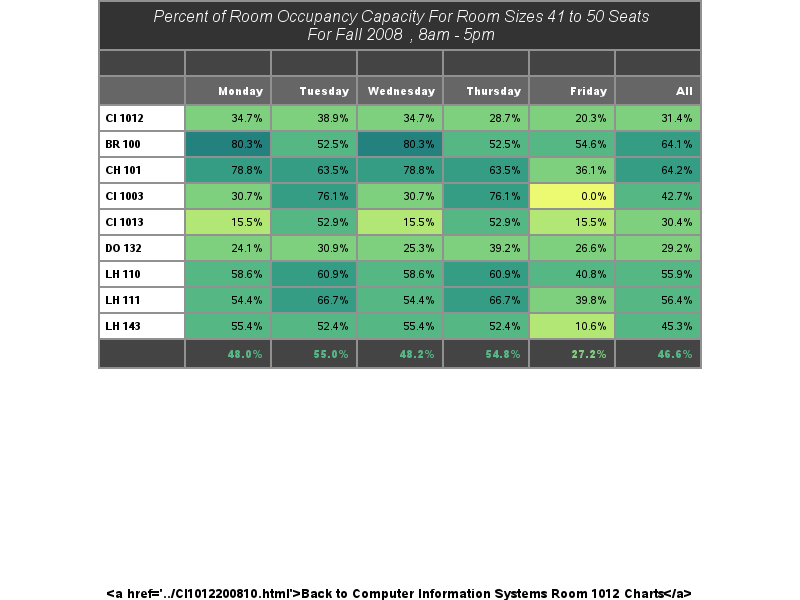 Percent of Room Occupancy Capacity For Room Sizes 41 to 50 Seats
For Fall 2008 , 8am - 5pm
Monday Tuesday Wednesday Thursday Friday All
CI 1012 34.7% 38.9% 34.7% 28.7% 20.3% 31.4%
BR 100 80.3% 52.5% 80.3% 52.5% 54.6% 64.1%
CH 101 78.8% 63.5% 78.8% 63.5% 36.1% 64.2%
CI 1003 30.7% 76.1% 30.7% 76.1% 0.0% 42.7%
CI 1013 15.5% 52.9% 15.5% 52.9% 15.5% 30.4%
DO 132 24.1% 30.9% 25.3% 39.2% 26.6% 29.2%
LH 110 58.6% 60.9% 58.6% 60.9% 40.8% 55.9%
LH 111 54.4% 66.7% 54.4% 66.7% 39.8% 56.4%
LH 143 55.4% 52.4% 55.4% 52.4% 10.6% 45.3%
48.0% 55.0% 48.2% 54.8% 27.2% 46.6%
<a href='../CI1012200810.html'>Back to Computer Information Systems Room 1012 Charts</a>